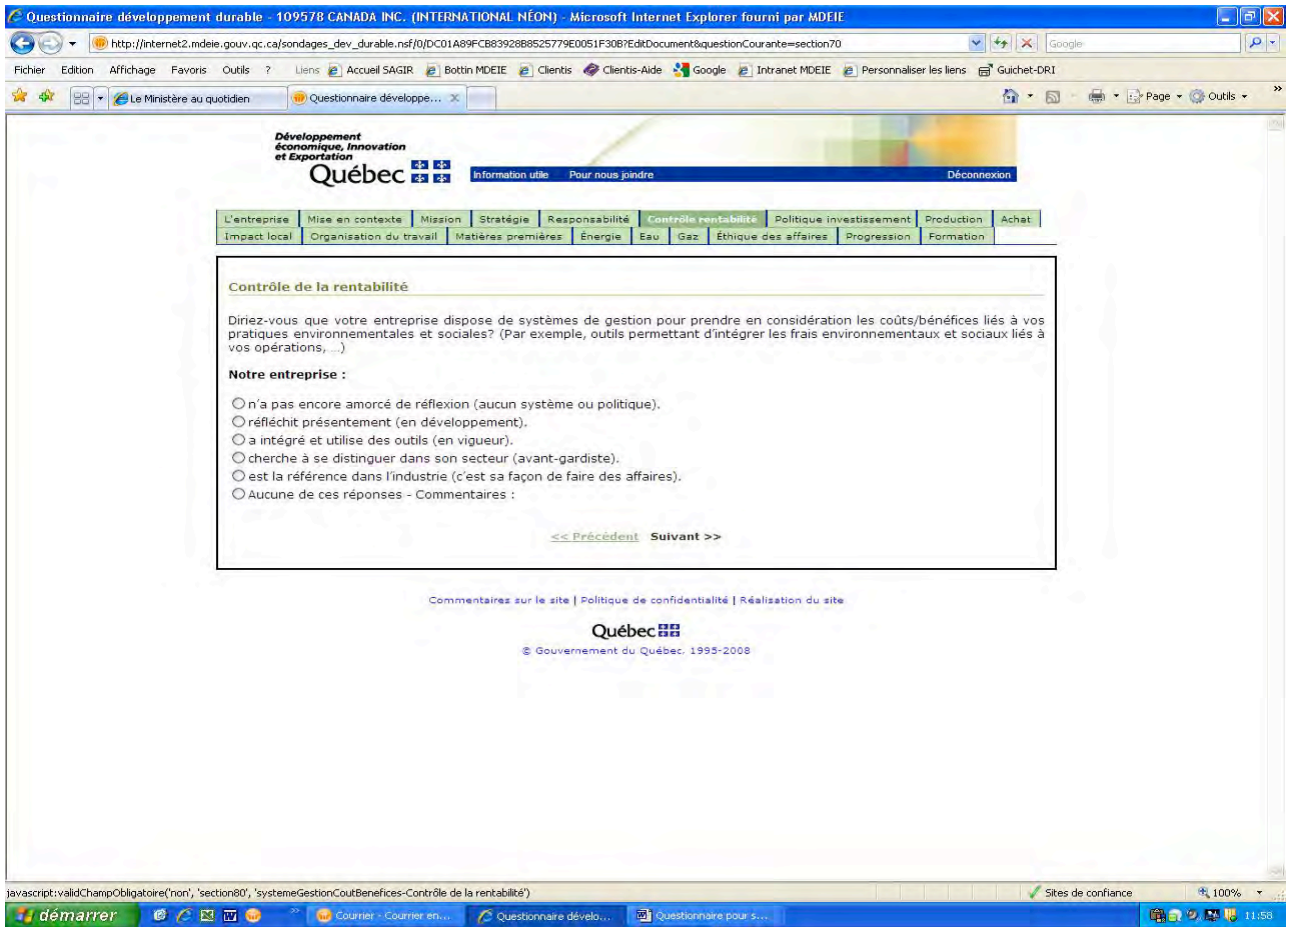 Questionnaire développement durable - 109578 CANADA INC. (INTERNATIONAL NÉON) - Microsoft Internet Explorer fourni par MDEIE
http://internet2.mdeie.gouv.qc.ca/sondages_dev_durable.nsf/0/DC01A89FCB83928B8525779E0051F30B?EditDocument&questionCourante=section70
Google
Fichier Edition Affichage Favoris Outils ? Liens Accueil SAGIR Bottin MDEIE Clientis Clientis-Aide Google Intranet MDEIE Personnaliser les liens Guichet-DRI
Le Ministère au quotidien Questionnaire développe... Page Outils
Développement
économique, Innovation
et Exportation
Québec
Information utile Pour nous joindre Déconnexion
L'entreprise Mise en contexte Mission Stratégie Responsabilité Contrôle rentabilité Politique investissement Production Achat
Impact local Organisation du travail Matières premières Énergie Eau Gaz Éthique des affaires Progression Formation
Contrôle de la rentabilité
Diriez-vous que votre entreprise dispose de systèmes de gestion pour prendre en considération les coûts/bénéfices liés à vos
pratiques environnementales et sociales? (Par exemple, outils permettant d'intégrer les frais environnementaux et sociaux liés à
vos opérations, ...)
Notre entreprise :
n'a pas encore amorcé de réflexion (aucun système ou politique).
réfléchit présentement (en développement).
a intégré et utilise des outils (en vigueur).
cherche à se distinguer dans son secteur (avant-gardiste).
est la référence dans l'industrie (c'est sa façon de faire des affaires).
Aucune de ces réponses - Commentaires :
<< Précédent Suivant >>
Commentaires sur le site | Politique de confidentialité | Réalisation du site
Québec
© Gouvernement du Québec, 1995-2008
javascript:validChampObligatoire('non', 'section80', 'systemeGestionCoutBenefices-Contrôle de la rentabilité') Sites de confiance 100%
démarrer Courrier - Courrier en... Questionnaire dévelo... Questionnaire pour s... 11:58